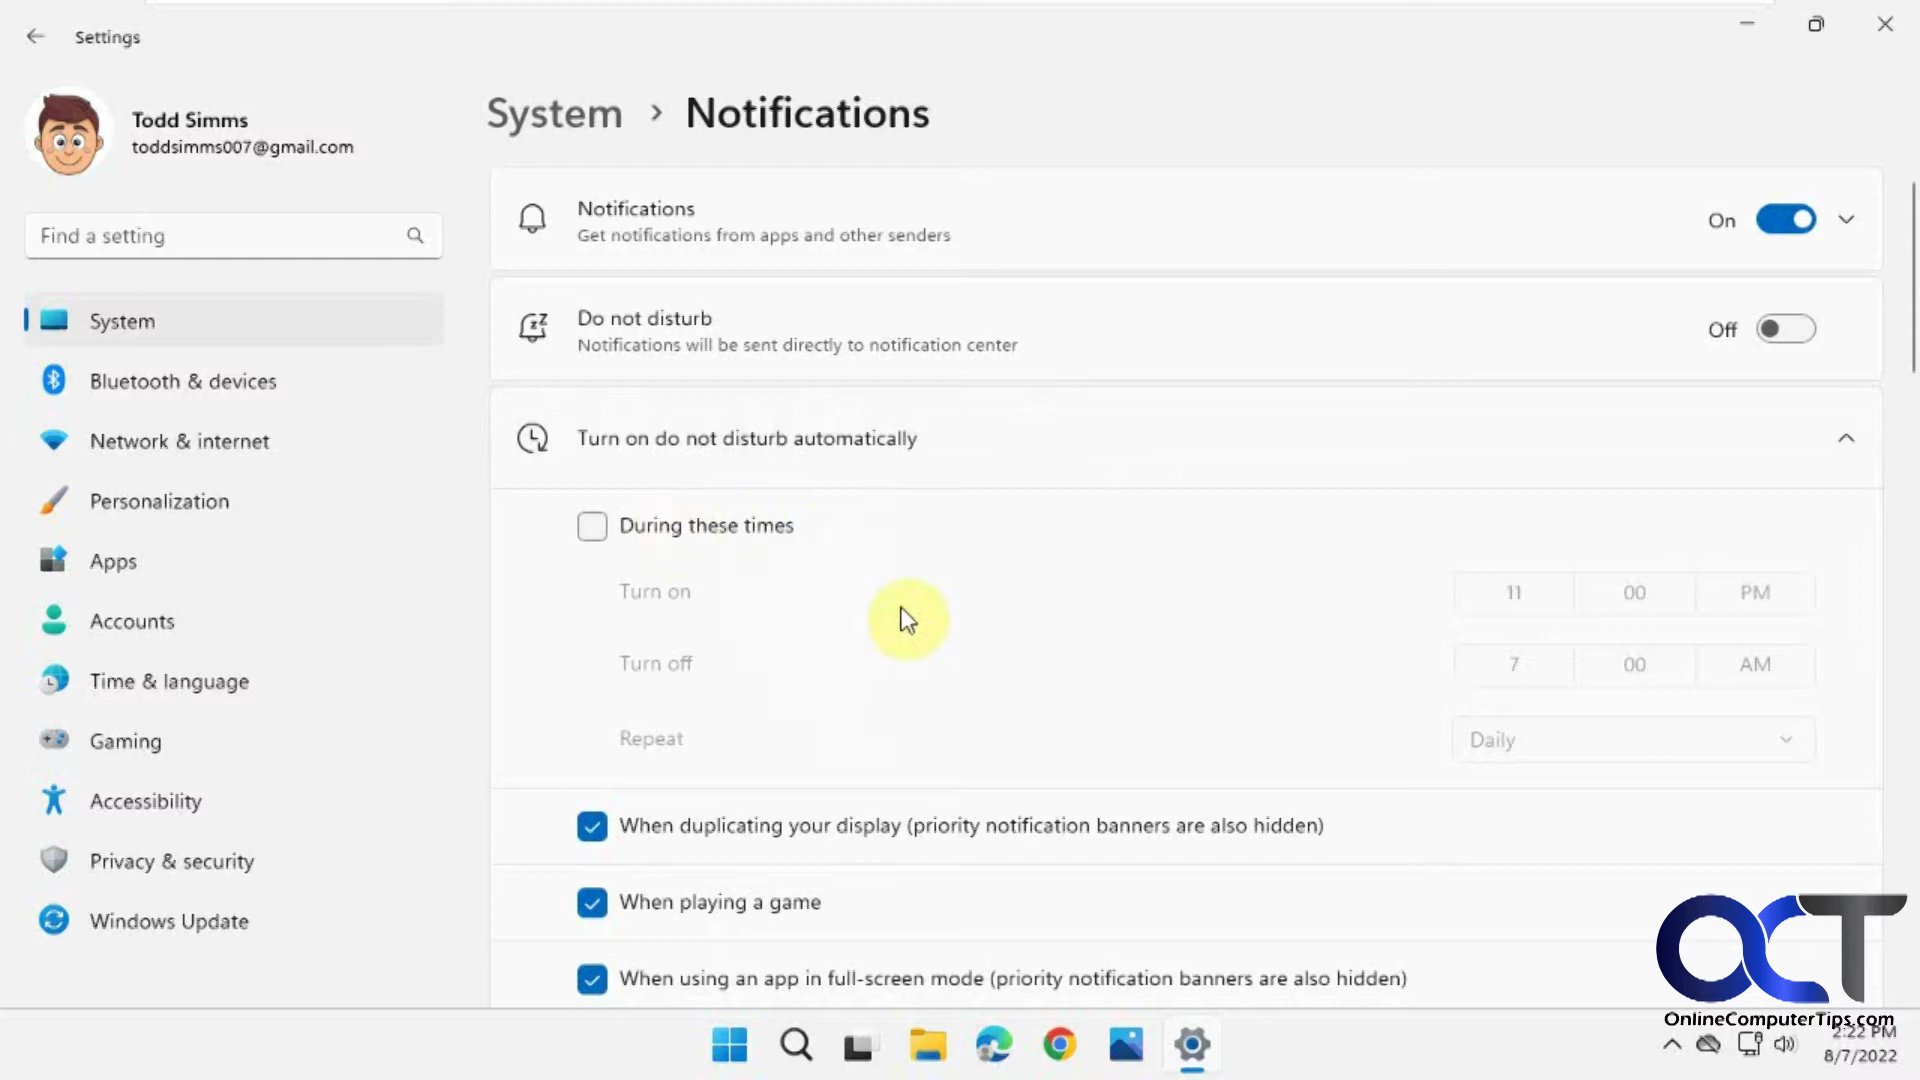 Settings
Todd Simms
toddsimms007@gmail.com
Find a setting
System
Bluetooth & devices
Network & internet
Personalization
Apps
Accounts
Time & language
Gaming
Accessibility
Privacy & security
Windows Update
System > Notifications
Notifications
Get notifications from apps and other senders
On
Do not disturb
Notifications will be sent directly to notification center
Off
Turn on do not disturb automatically
During these times
Turn on
11 00 PM
Turn off
7 00 AM
Repeat
Daily
When duplicating your display (priority notification banners are also hidden)
When playing a game
When using an app in full-screen mode (priority notification banners are also hidden)
OCT
OnlineComputerTips.com
2:22 PM
8/7/2022